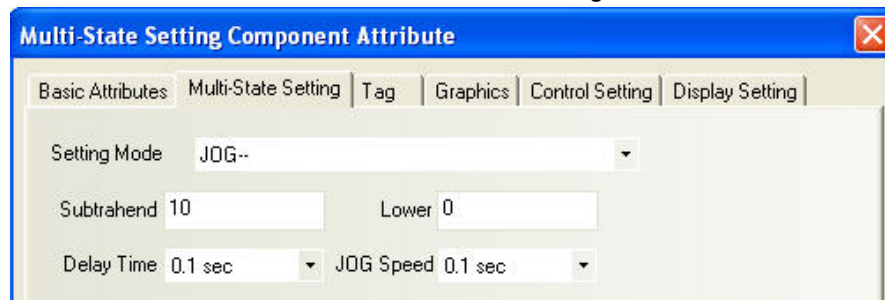 Multi-State Setting Component Attribute
Basic Attributes Multi-State Setting Tag Graphics Control Setting Display Setting
Setting Mode JOG--
Subtrahend 10 Lower 0
Delay Time 0.1 sec JOG Speed 0.1 sec